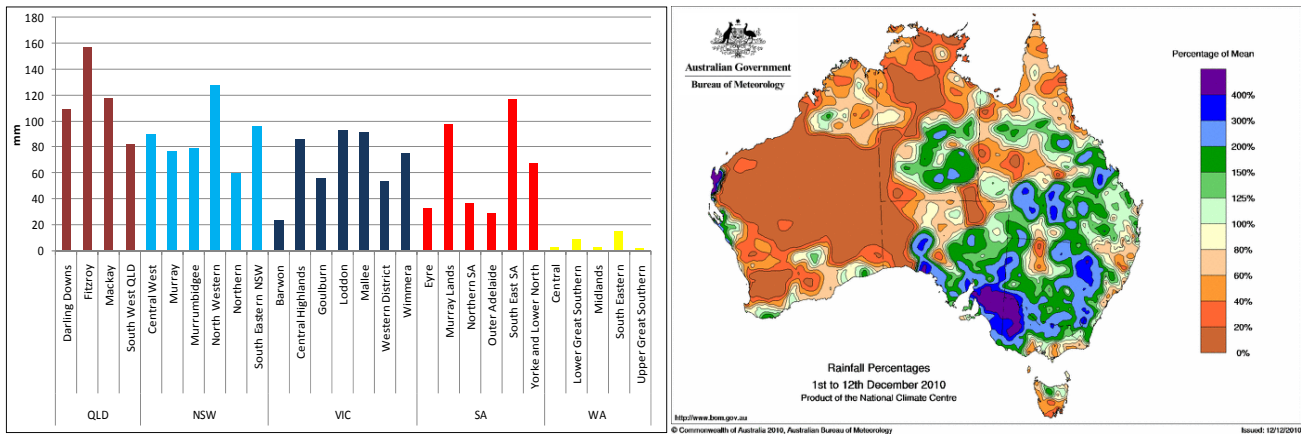 180
160
140
120
100
80
60
40
20
0
mm
Darling Downs
Fitzroy
Mackay
South West QLD
Central West
Murray
Murrumbidgee
North Western
Northern
South Eastern NSW
Barwon
Central Highlands
Goulburn
Loddon
Mallee
Western District
Wimmera
Eyre
Murray Lands
Northern SA
Outer Adelaide
South East SA
Yorke and Lower North
Central
Lower Great Southern
Midlands
South Eastern
Upper Great Southern
QLD
NSW
VIC
SA
WA
Australian Government
Bureau of Meteorology
Percentage of Mean
400%
300%
200%
150%
125%
100%
80%
60%
40%
20%
0%
Rainfall Percentages
1st to 12th December 2010
Product of the National Climate Centre
http://www.bom.gov.au
© Commonwealth of Australia 2010, Australian Bureau of Meteorology
Issued: 12/12/2010